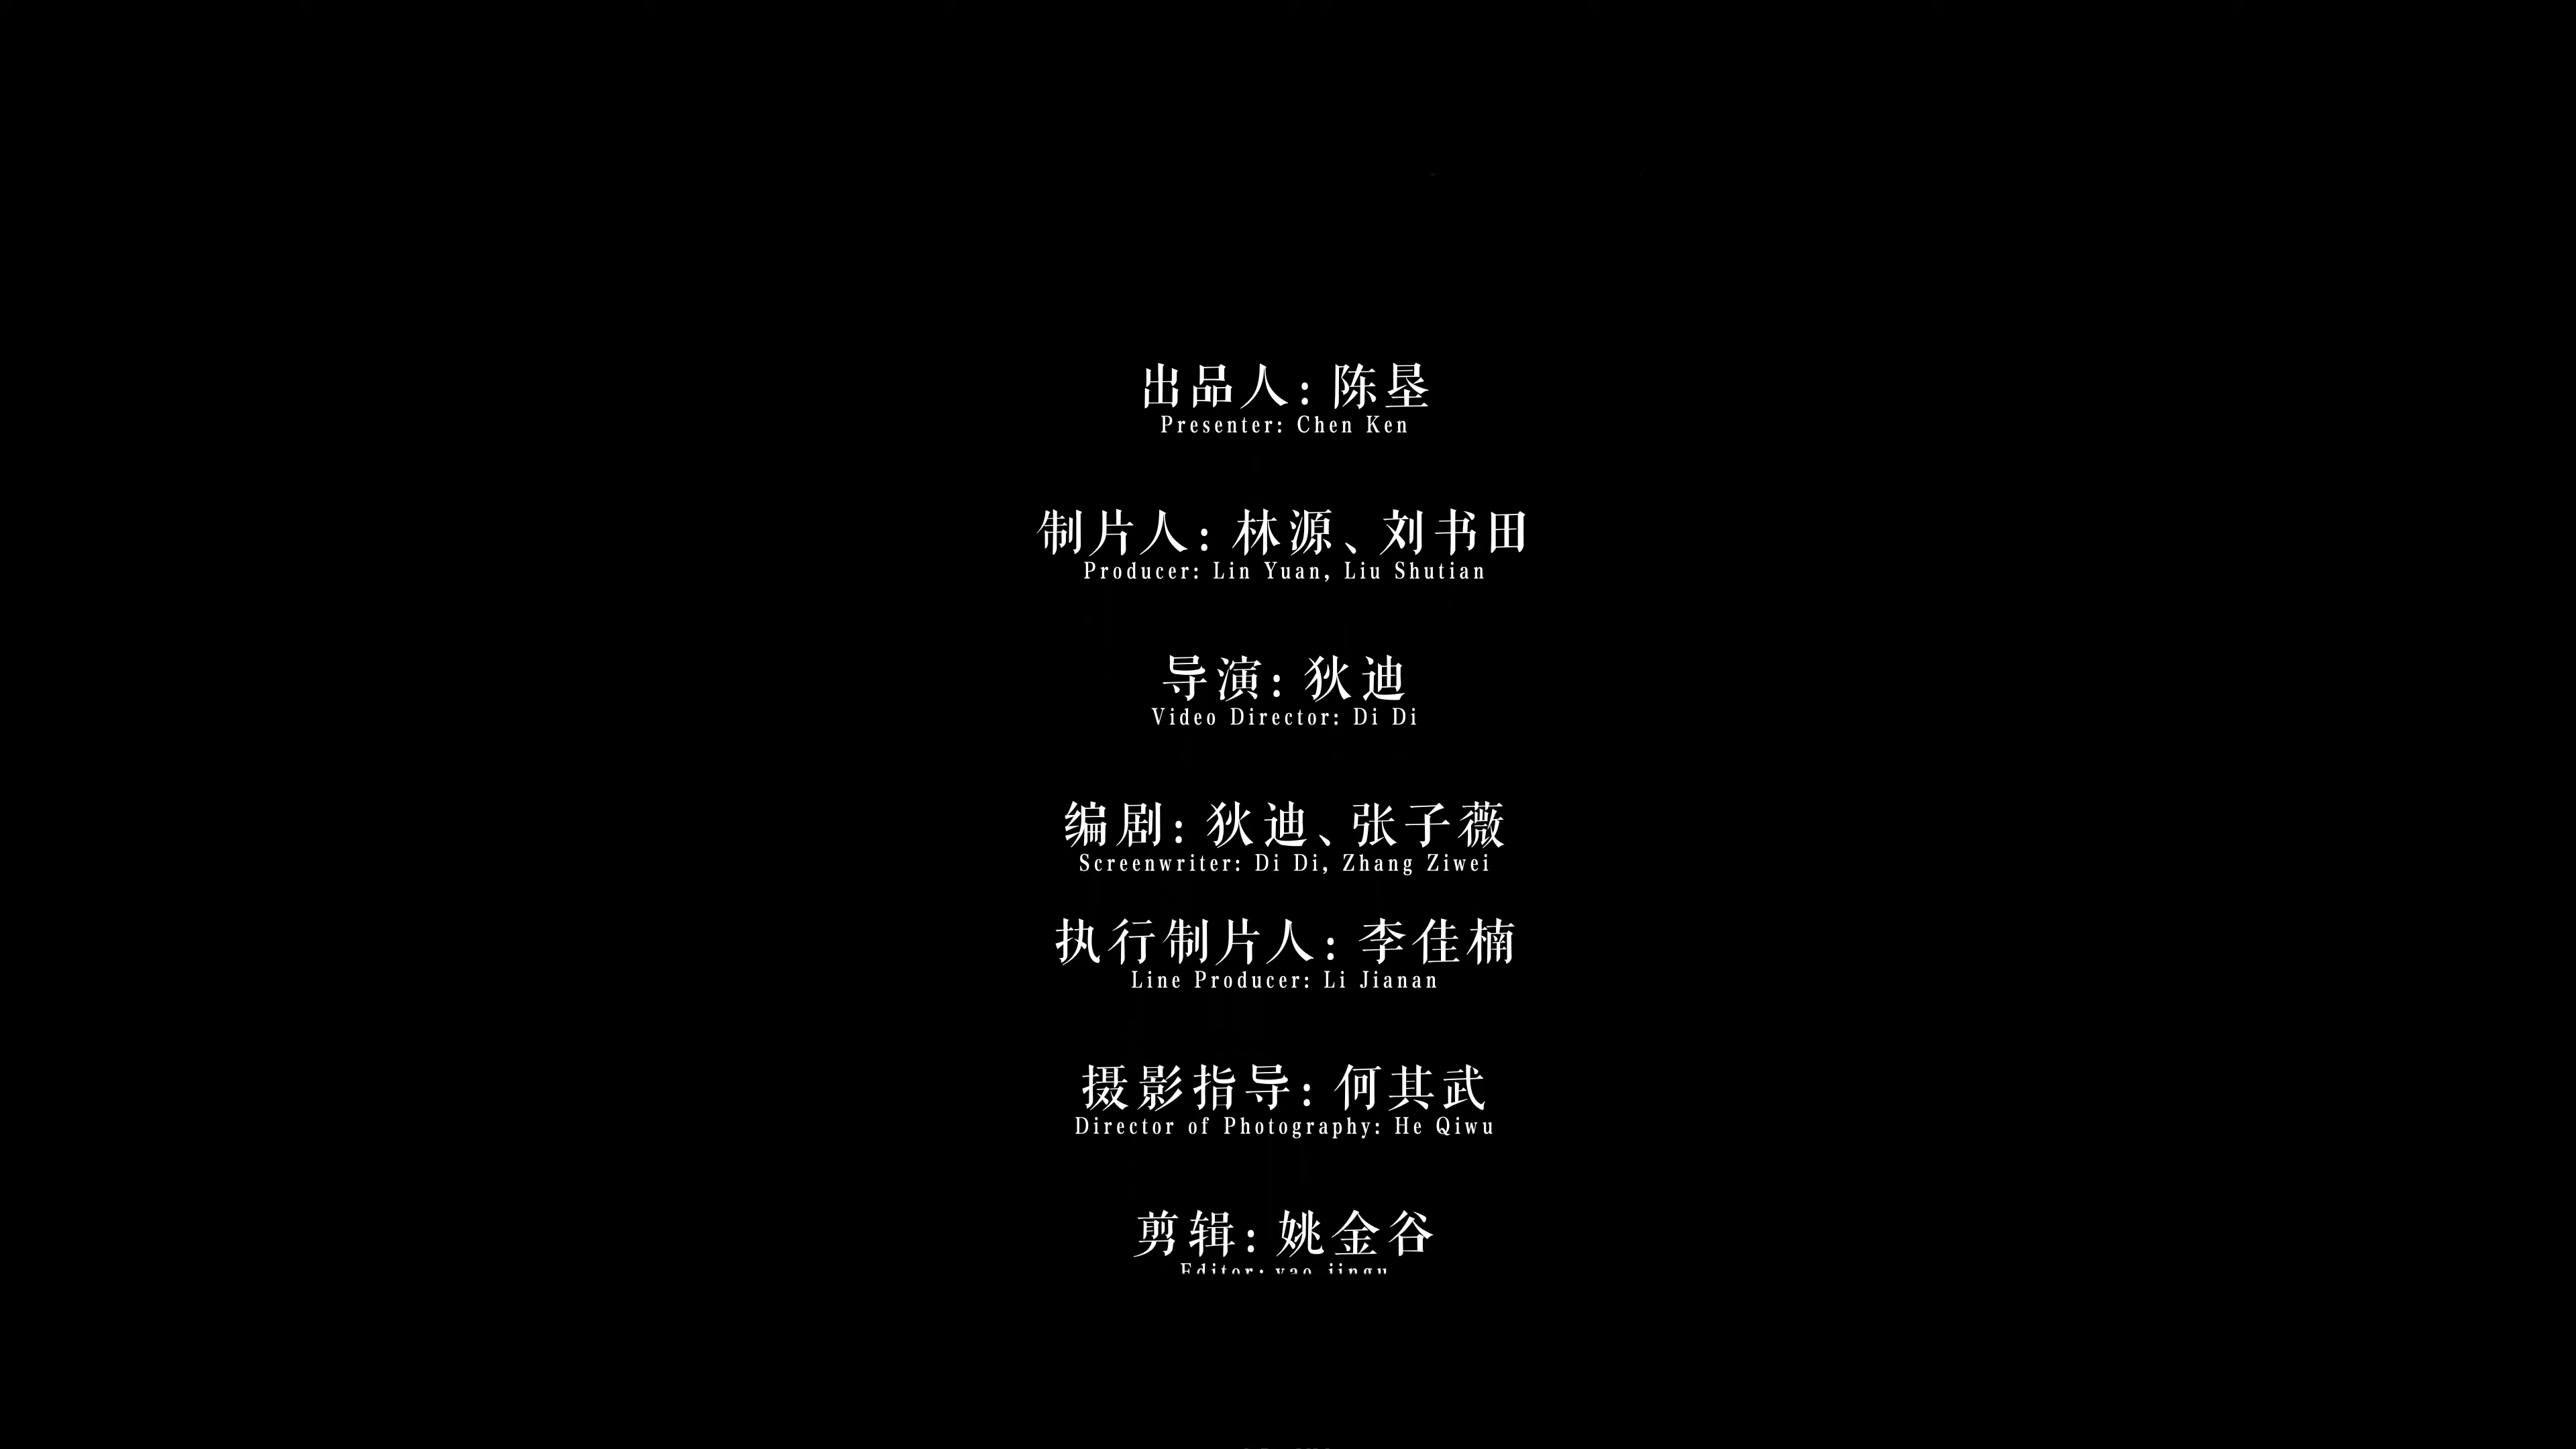 出品人：陈垦
Presenter: Chen Ken
制片人：林源、刘书田
Producer: Lin Yuan, Liu Shutian
导演：狄迪
Video Director: Di Di
编剧：狄迪、张子薇
Screenwriter: Di Di, Zhang Ziwei
执行制片人：李佳楠
Line Producer: Li Jianan
摄影指导：何其武
Director of Photography: He Qiwu
剪辑：姚金谷
Editor: yao jingu